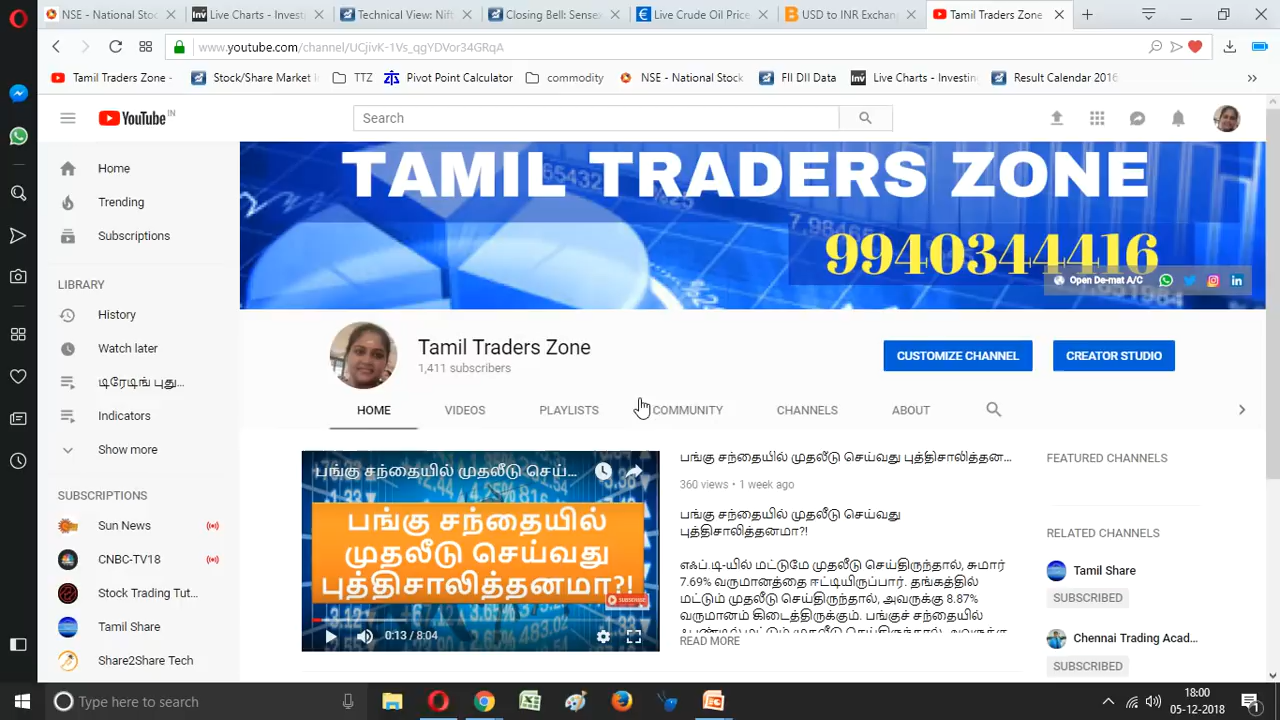 NSE - National Stock
Live Charts - Investi
Technical View: Nift
Closing Bell: Sensex
Live Crude Oil Price
USD to INR Exchan
Tamil Traders Zone
www.youtube.com/channel/UCjivK-1Vs_qgYDVor34GRqA
Tamil Traders Zone -
Stock/Share Market I
TTZ
Pivot Point Calculator
commodity
NSE - National Stock
FII DII Data
Live Charts - Investin
Result Calendar 2016
YouTube IN
Search
Home
Trending
Subscriptions
LIBRARY
History
Watch later
டிரேடிங் புது...
Indicators
Show more
SUBSCRIPTIONS
Sun News
CNBC-TV18
Stock Trading Tut...
Tamil Share
Share2Share Tech
TAMIL TRADERS ZONE
9940344416
Open De-mat A/C
Tamil Traders Zone
1,411 subscribers
CUSTOMIZE CHANNEL
CREATOR STUDIO
HOME
VIDEOS
PLAYLISTS
COMMUNITY
CHANNELS
ABOUT
பங்கு சந்தையில் முதலீடு செய்...
பங்கு சந்தையில்
முதலீடு செய்வது
புத்திசாலித்தனமா?!
SUBSCRIBE
0:13 / 8:04
பங்கு சந்தையில் முதலீடு செய்வது புத்திசாலித்தன...
360 views • 1 week ago
பங்கு சந்தையில் முதலீடு செய்வது
புத்திசாலித்தனமா?!
எஃப்.டி-யில் மட்டுமே முதலீடு செய்திருந்தால், சுமார்
7.69% வருமானத்தை ஈட்டியிருப்பார். தங்கத்தில்
மட்டும் முதலீடு செய்திருந்தால், அவருக்கு 8.87%
வருமானம் கிடைத்திருக்கும். பங்குச் சந்தையில்
READ MORE
FEATURED CHANNELS
RELATED CHANNELS
Tamil Share
SUBSCRIBED
Chennai Trading Acad...
SUBSCRIBED
Type here to search
18:00
05-12-2018